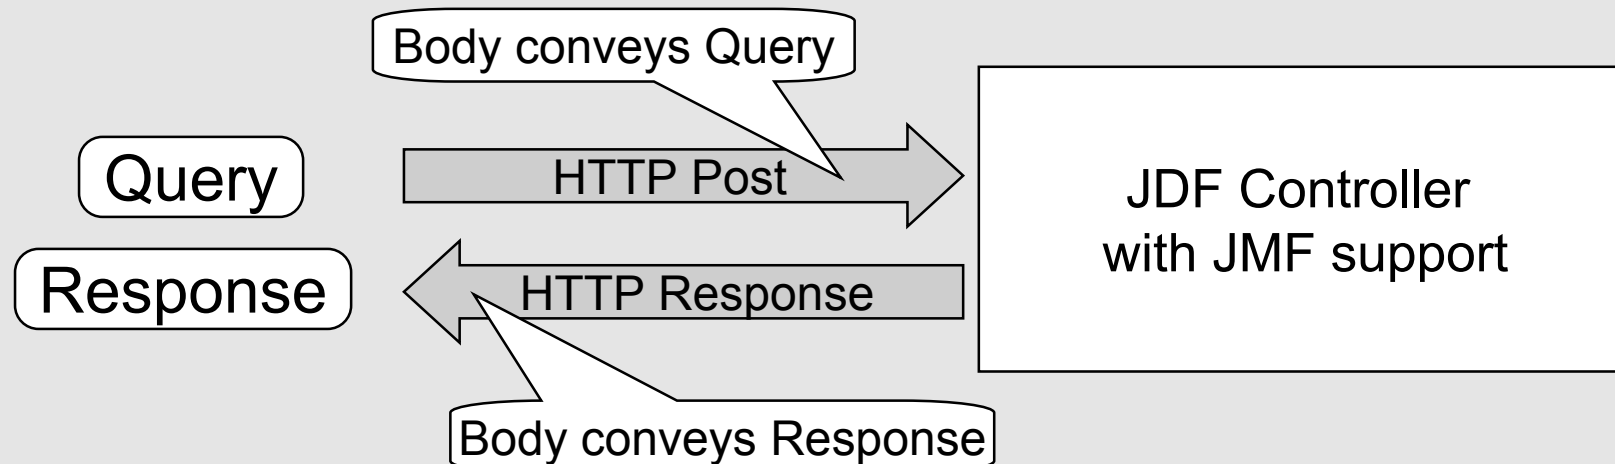 Body conveys Query
Query
HTTP Post
JDF Controller
with JMF support
Response
HTTP Response
Body conveys Response